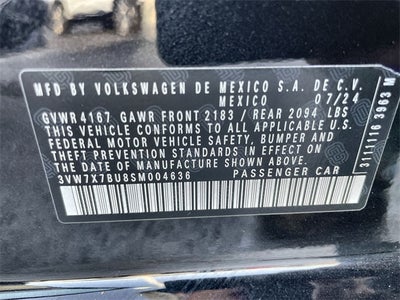 MFD BY VOLKSWAGEN DE MEXICO S.A. DE C.V.
MEXICO 07/24
GVWR 4167 GAWR FRONT 2183 / REAR 2094 LBS
THIS VEHICLE CONFORMS TO ALL APPLICABLE U.S.
FEDERAL MOTOR VEHICLE SAFETY, BUMPER AND
THEFT PREVENTION STANDARDS IN EFFECT ON
THE DATE OF MANUFACTURE SHOWN ABOVE.
3VW7X7BU8SM004636 PASSENGER CAR
31111163963 M